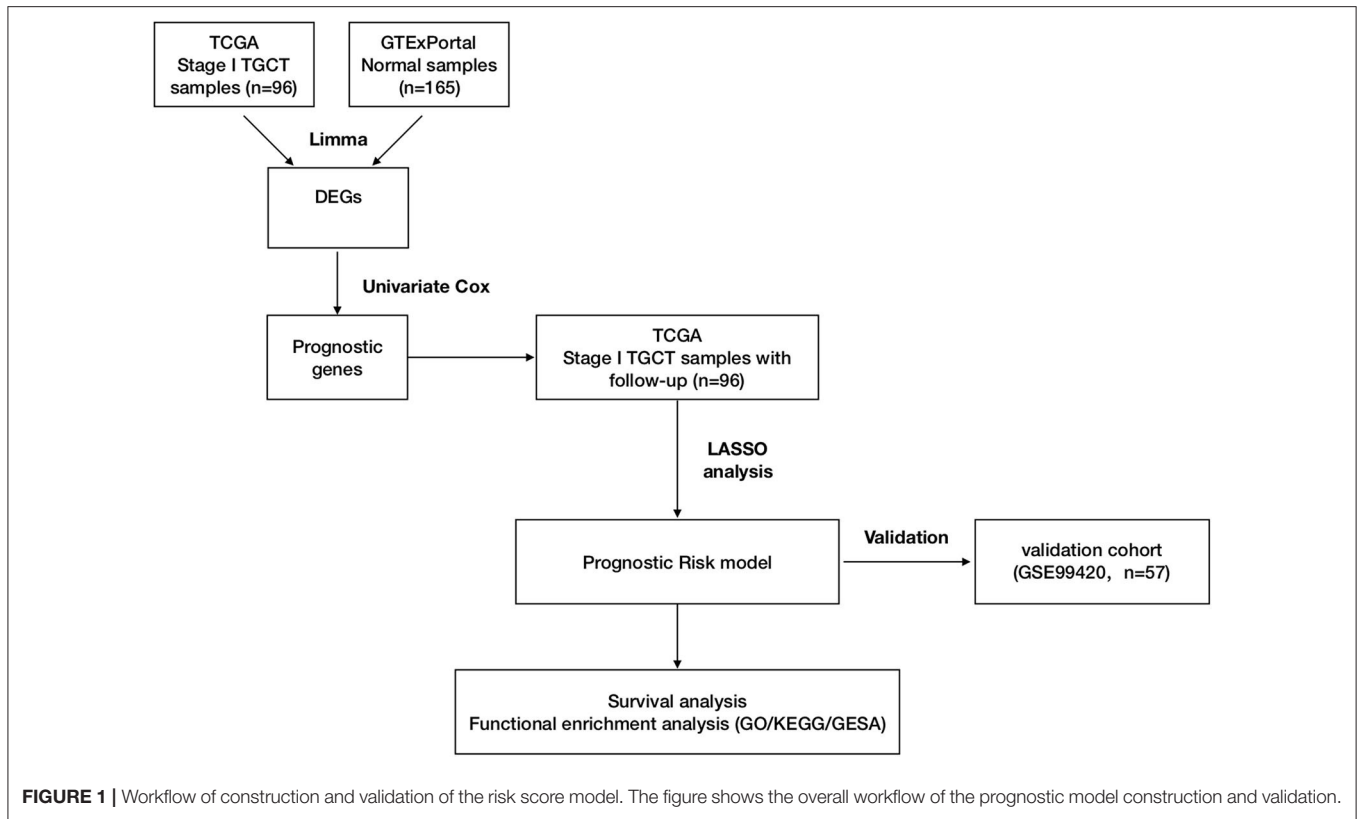 TCGA
Stage I TGCT
samples (n=96)
GTExPortal
Normal samples
(n=165)
Limma
DEGs
Univariate Cox
Prognostic
genes
TCGA
Stage I TGCT samples with
follow-up (n=96)
LASSO
analysis
Prognostic Risk model
Validation
validation cohort
(GSE99420，n=57)
Survival analysis
Functional enrichment analysis (GO/KEGG/GESA)
FIGURE 1 | Workflow of construction and validation of the risk score model. The figure shows the overall workflow of the prognostic model construction and validation.